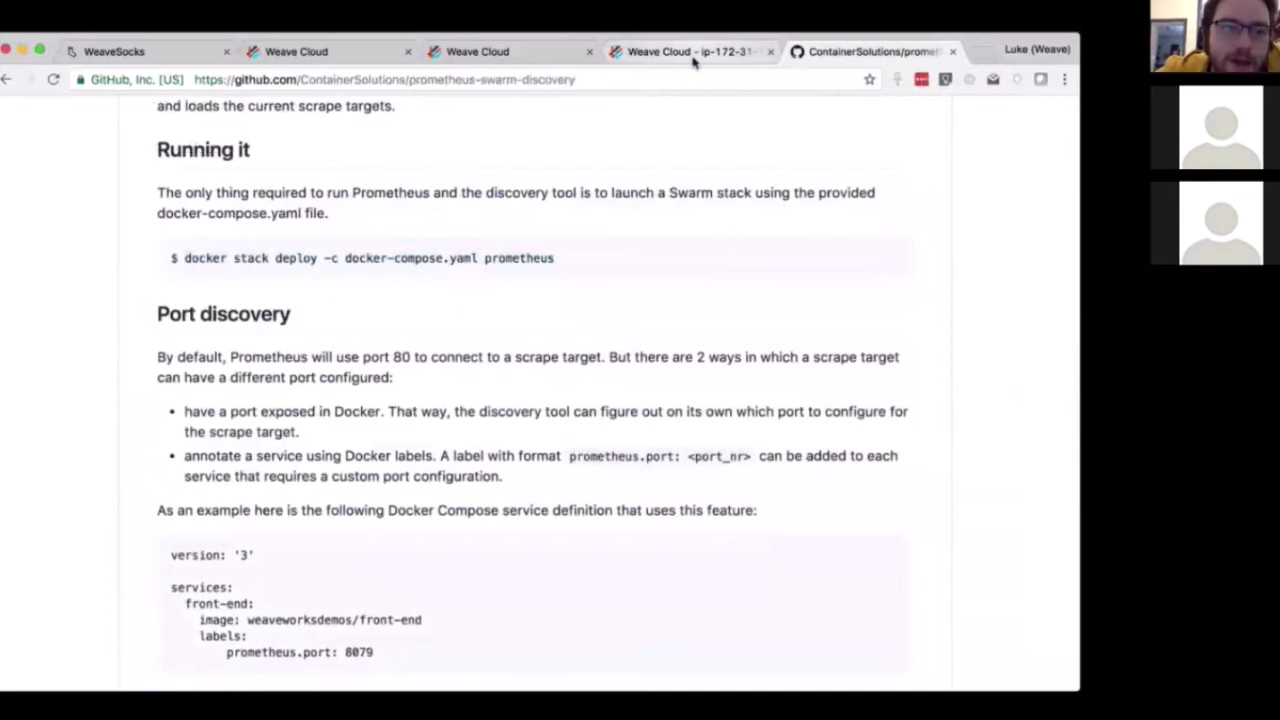 WeaveSocks
Weave Cloud
Weave Cloud
Weave Cloud - ip-172-31-
ContainerSolutions/promet
Luke (Weave)
GitHub, Inc. [US] https://github.com/ContainerSolutions/prometheus-swarm-discovery
and loads the current scrape targets.
Running it
The only thing required to run Prometheus and the discovery tool is to launch a Swarm stack using the provided
docker-compose.yaml file.
$ docker stack deploy -c docker-compose.yaml prometheus
Port discovery
By default, Prometheus will use port 80 to connect to a scrape target. But there are 2 ways in which a scrape target
can have a different port configured:
• have a port exposed in Docker. That way, the discovery tool can figure out on its own which port to configure for
the scrape target.
• annotate a service using Docker labels. A label with format prometheus.port: <port_nr> can be added to each
service that requires a custom port configuration.
As an example here is the following Docker Compose service definition that uses this feature:
version: '3'
services:
front-end:
image: weaveworksdemos/front-end
labels:
prometheus.port: 8079